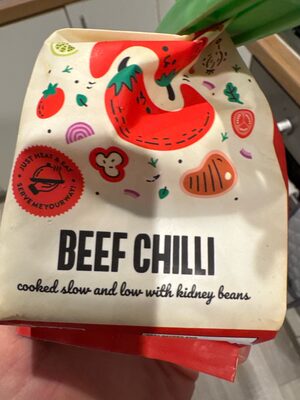 JUST HEAT & EAT
SERVE ME YOUR WAY!
BEEF CHILLI
cooked slow and low with kidney beans